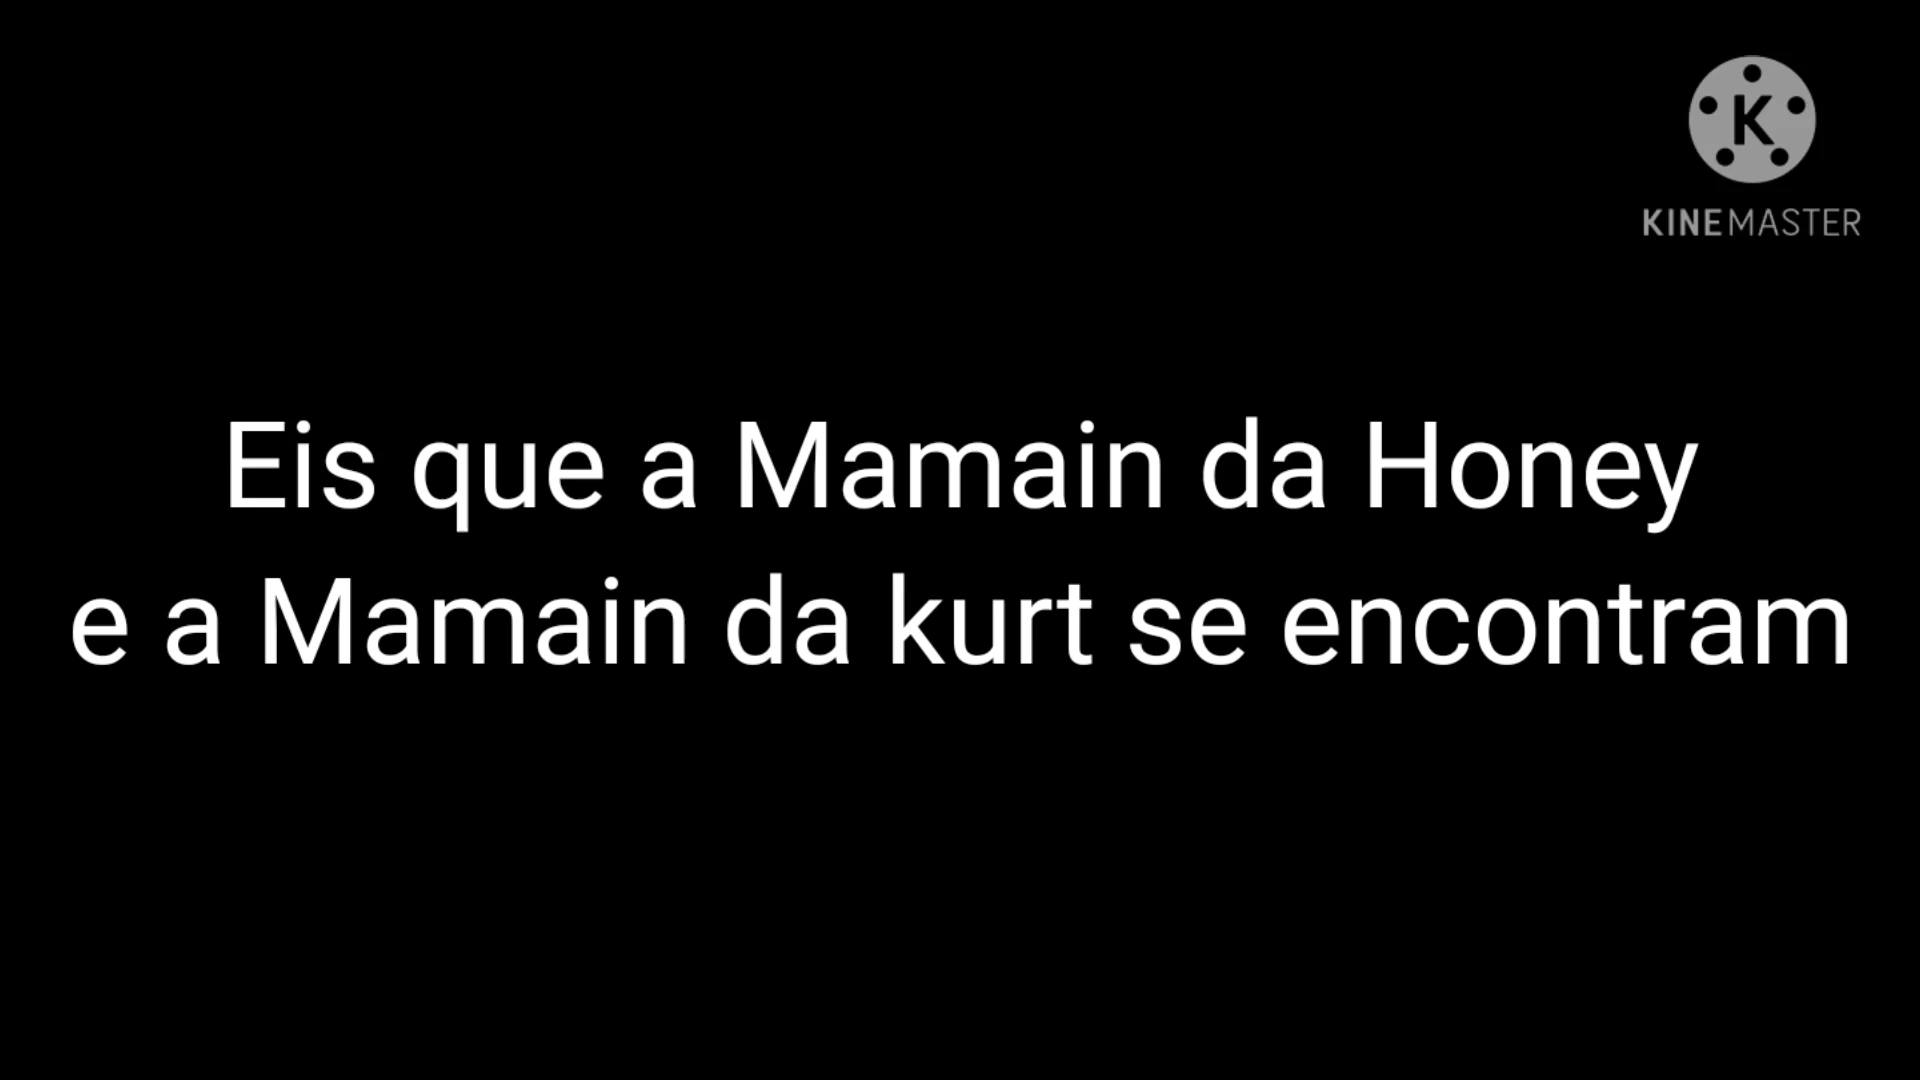 K
KINEMASTER
Eis que a Mamain da Honey
e a Mamain da kurt se encontram